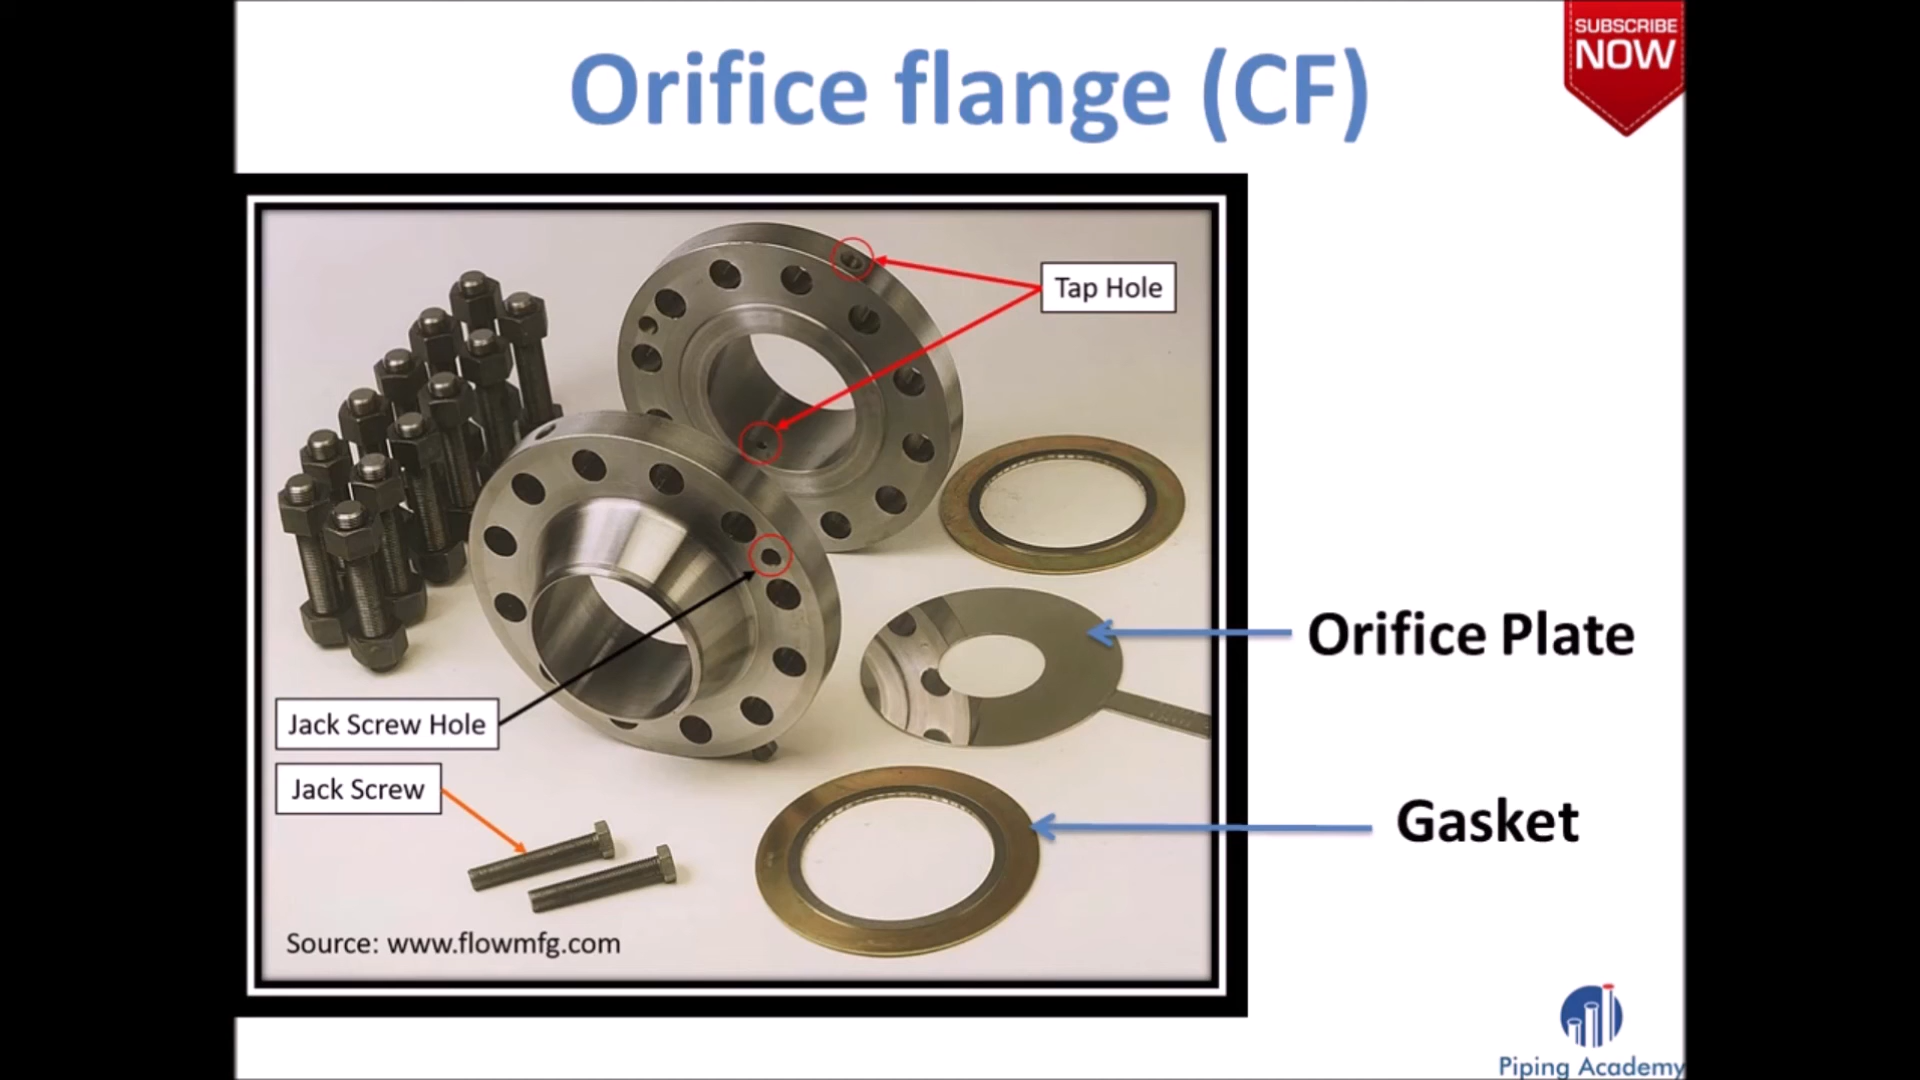 Orifice flange (CF)
SUBSCRIBE
NOW
Tap Hole
Orifice Plate
Jack Screw Hole
Jack Screw
Gasket
Source: www.flowmfg.com
Piping Academy